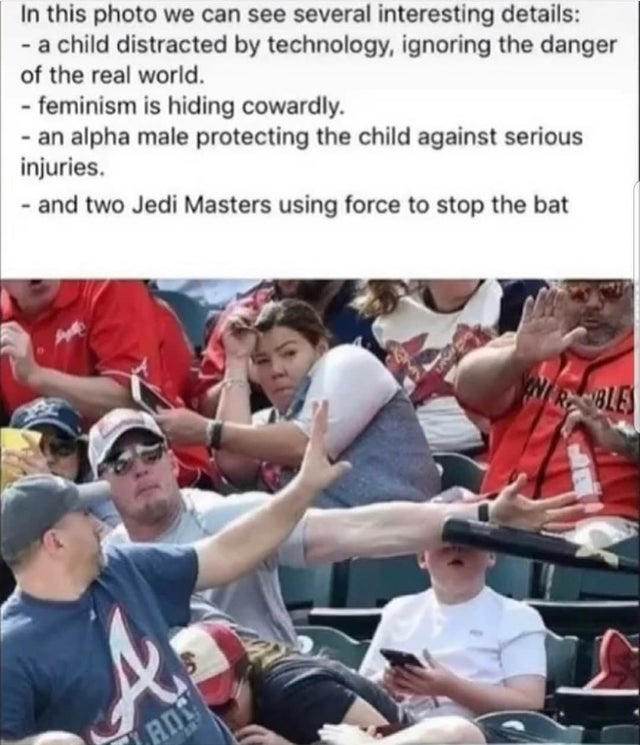 In this photo we can see several interesting details:
- a child distracted by technology, ignoring the danger
of the real world.
- feminism is hiding cowardly.
- an alpha male protecting the child against serious
injuries.
- and two Jedi Masters using force to stop the bat
A